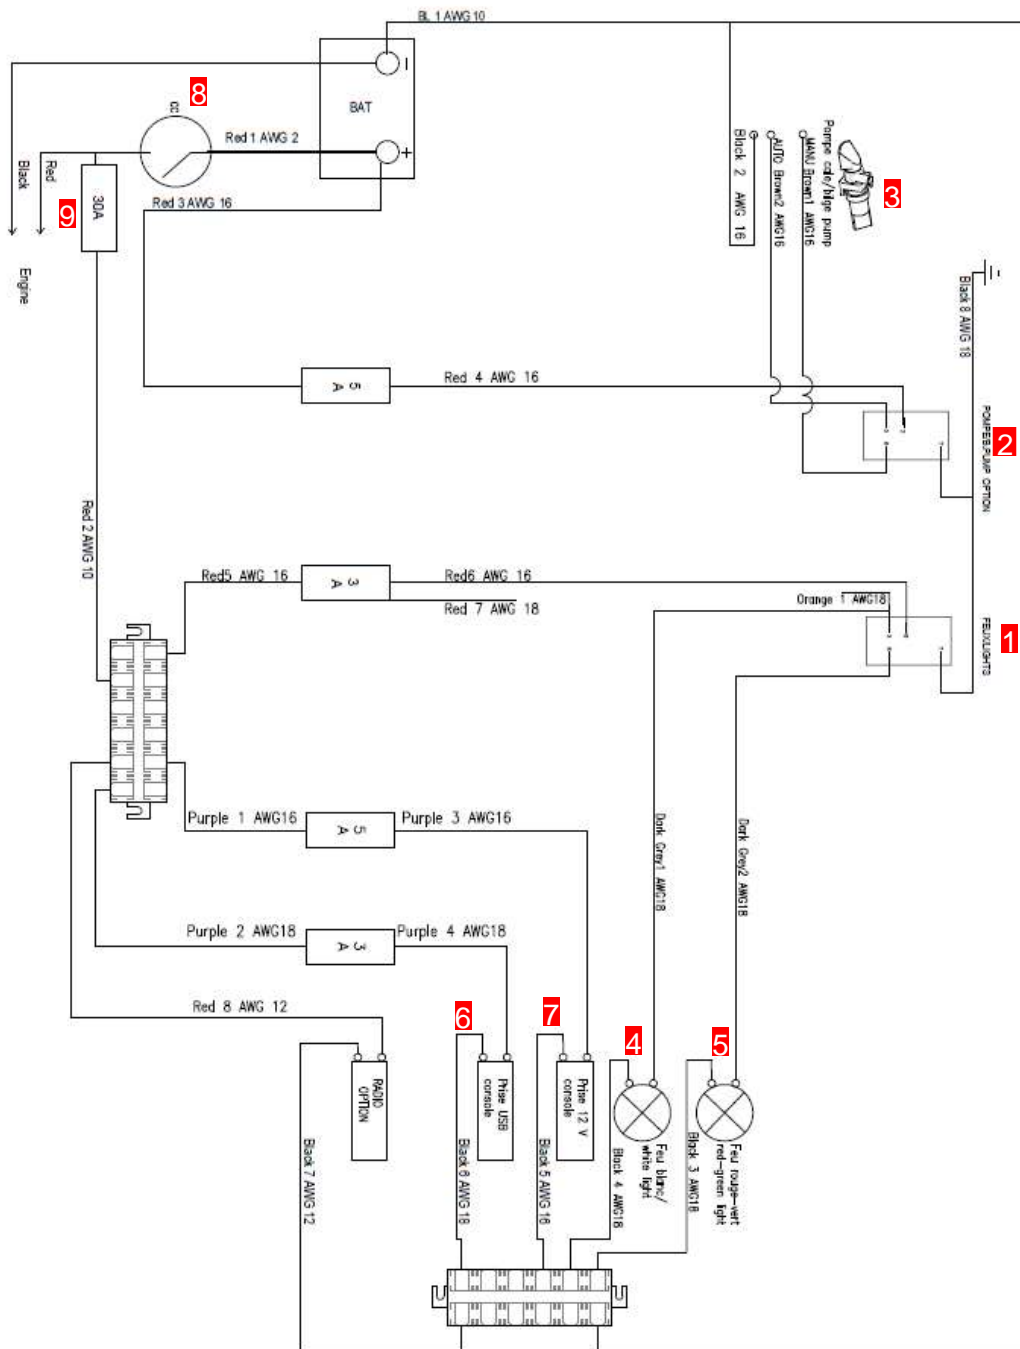 BL 1 AWG 10
8
CC
BAT
Red 1 AWG 2
Red 3 AWG 16
Red
Black
Engine
9
30A
Pompe cale/bilge pump
MANU Brown1 AWG16
AUTO Brown2 AWG16
Black 2 AWG 16
3
Black 8 AWG 18
5
A
Red 4 AWG 16
POMPE/B.PUMP OPTION
2
Red 2 AWG 10
Red5 AWG 16
3
A
Red6 AWG 16
Red 7 AWG 18
Orange 1 AWG18
FEUX/LIGHTS
1
Purple 1 AWG16
5
A
Purple 3 AWG16
Dark Grey1 AWG18
Dark Grey2 AWG18
Purple 2 AWG18
3
A
Purple 4 AWG18
Red 8 AWG 12
6
7
4
5
RADIO
OPTION
Prise USB
console
Prise 12 V
console
Feu blanc/
white light
Feu rouge-vert
red-green light
Black 7 AWG 12
Black 6 AWG 18
Black 5 AWG 16
Black 4 AWG18
Black 3 AWG18